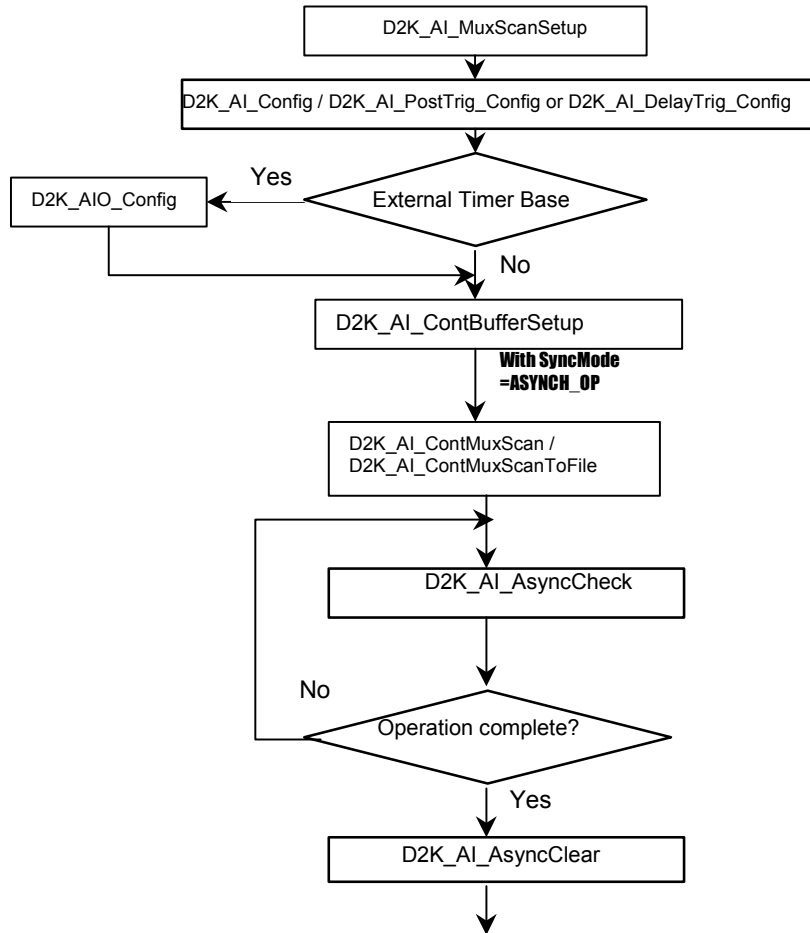 D2K_AI_MuxScanSetup
D2K_AI_Config / D2K_AI_PostTrig_Config or D2K_AI_DelayTrig_Config
Yes
External Timer Base
D2K_AIO_Config
No
D2K_AI_ContBufferSetup
With SyncMode
=ASYNCH_OP
D2K_AI_ContMuxScan /
D2K_AI_ContMuxScanToFile
D2K_AI_AsyncCheck
No
Operation complete?
Yes
D2K_AI_AsyncClear